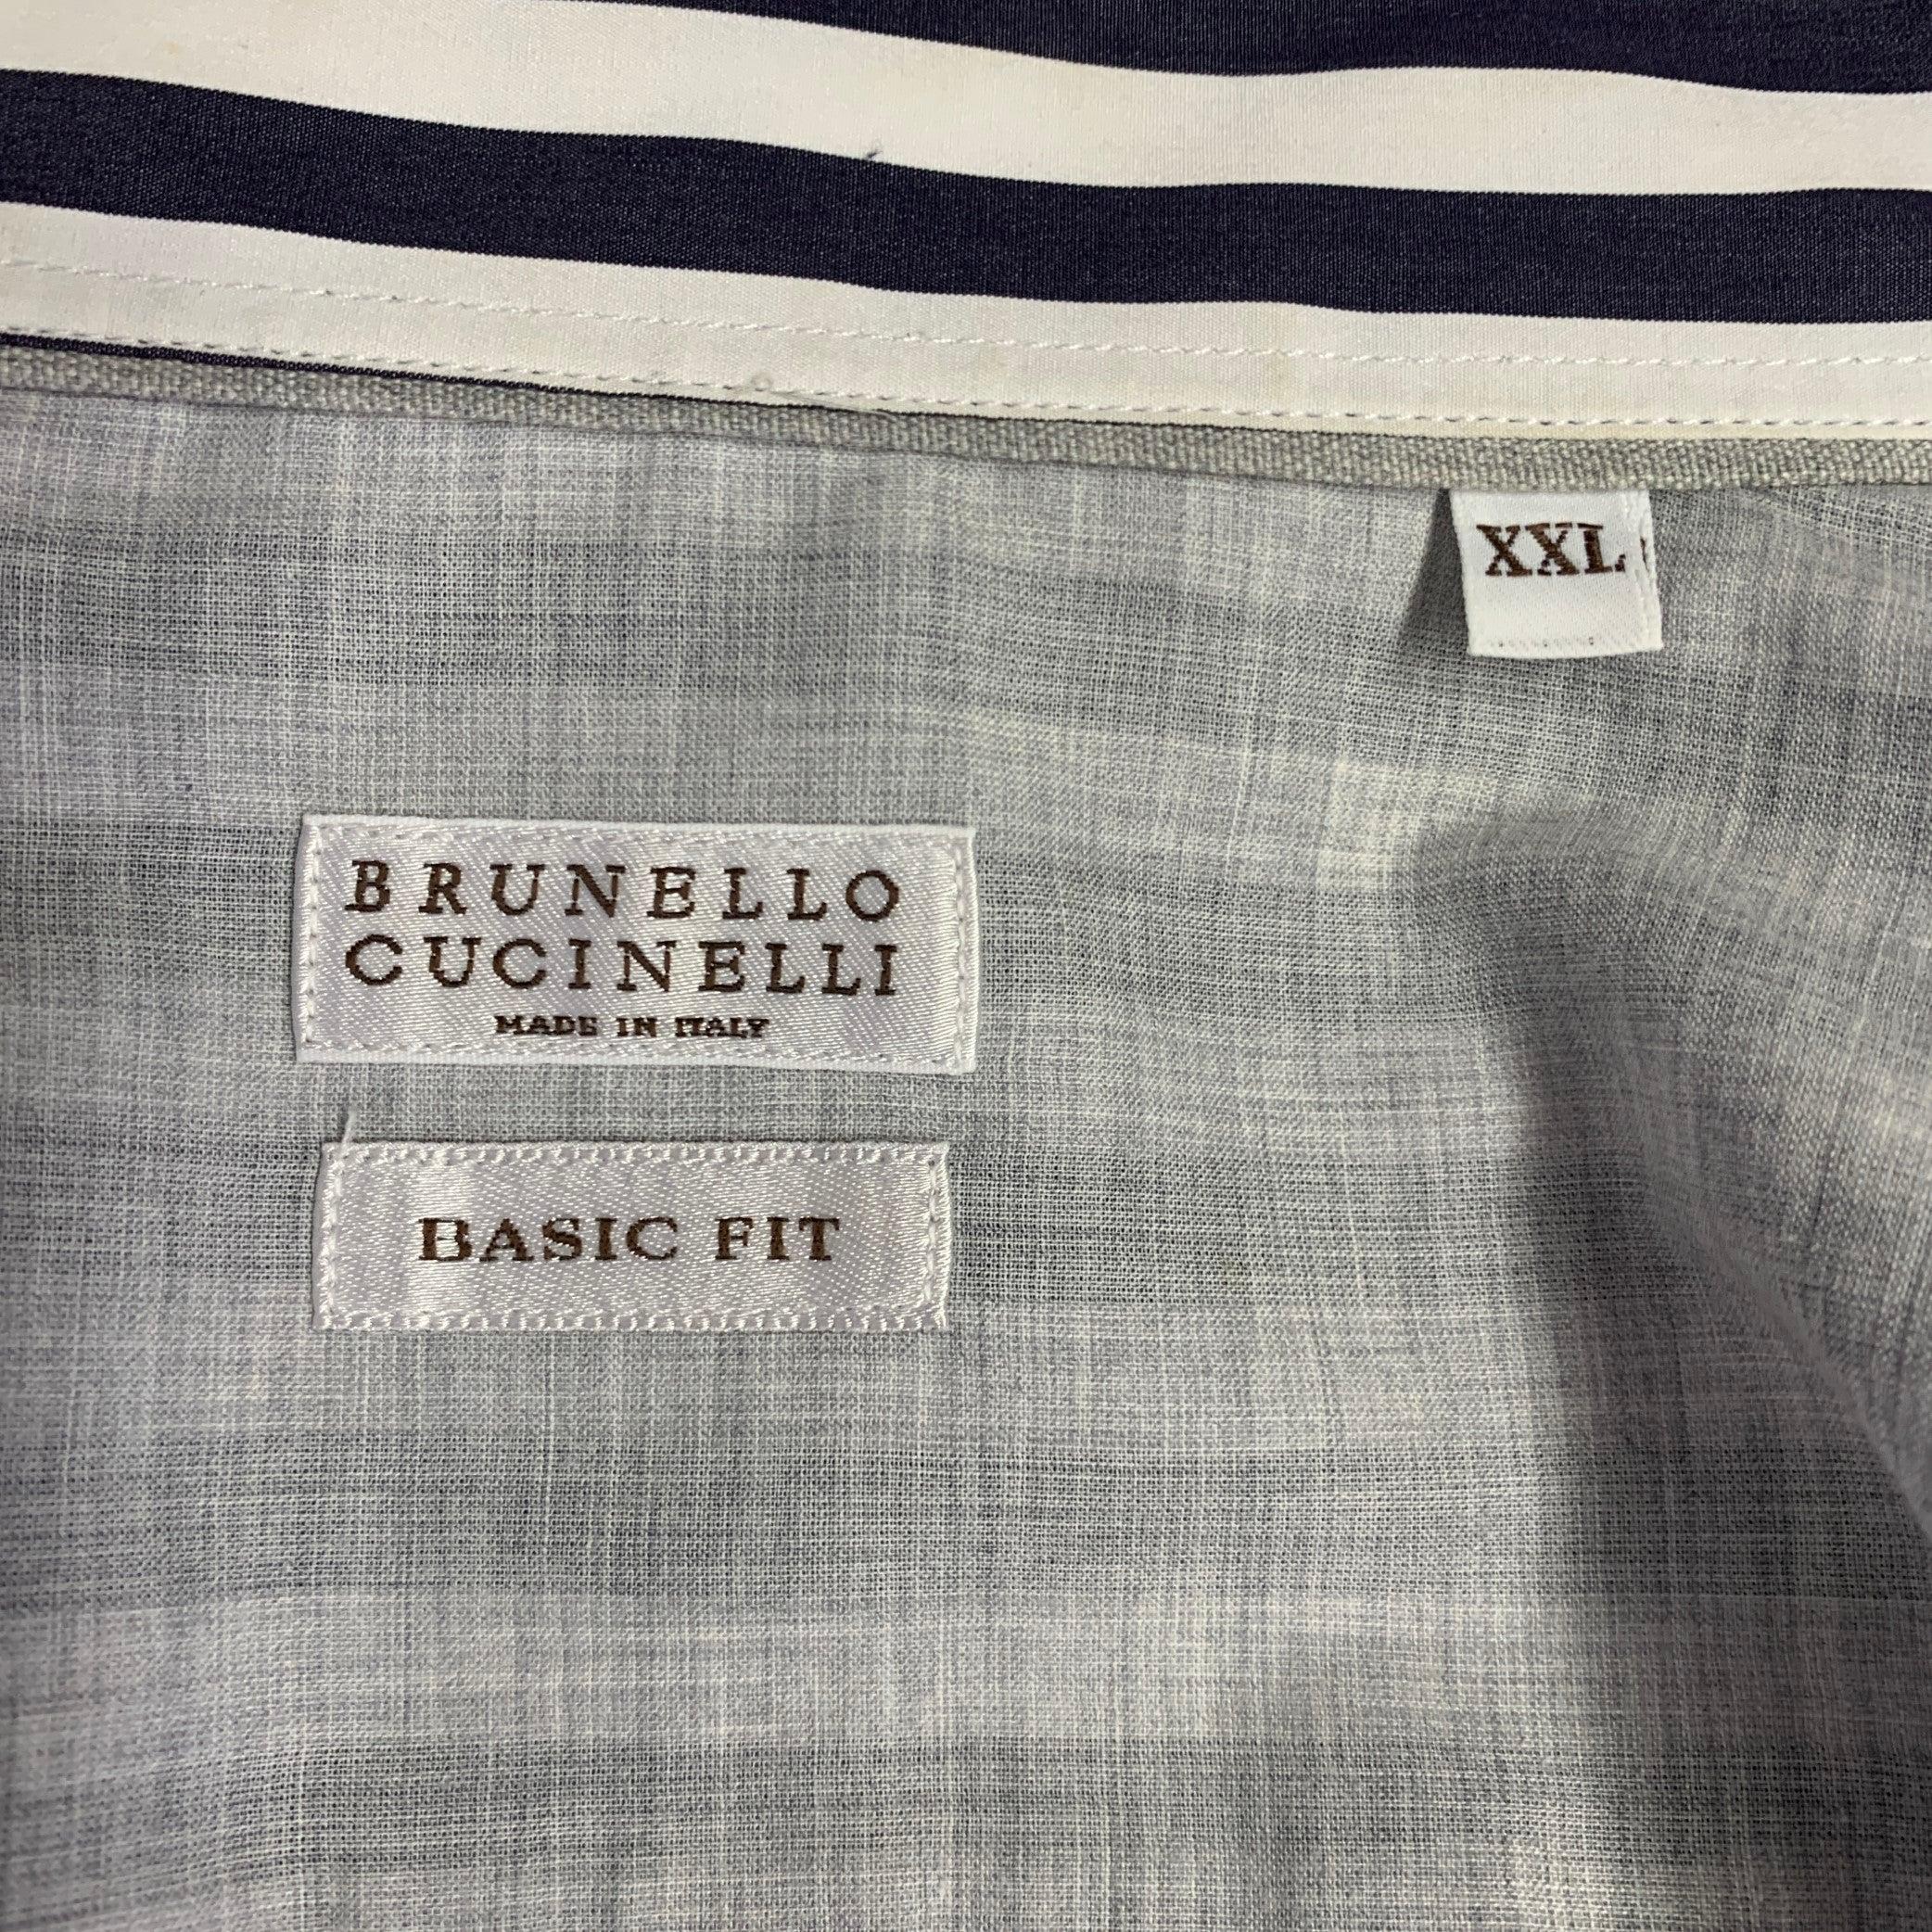 XXL
BRUNELLO
CUCINELLI
MADE IN ITALY
BASIC FIT